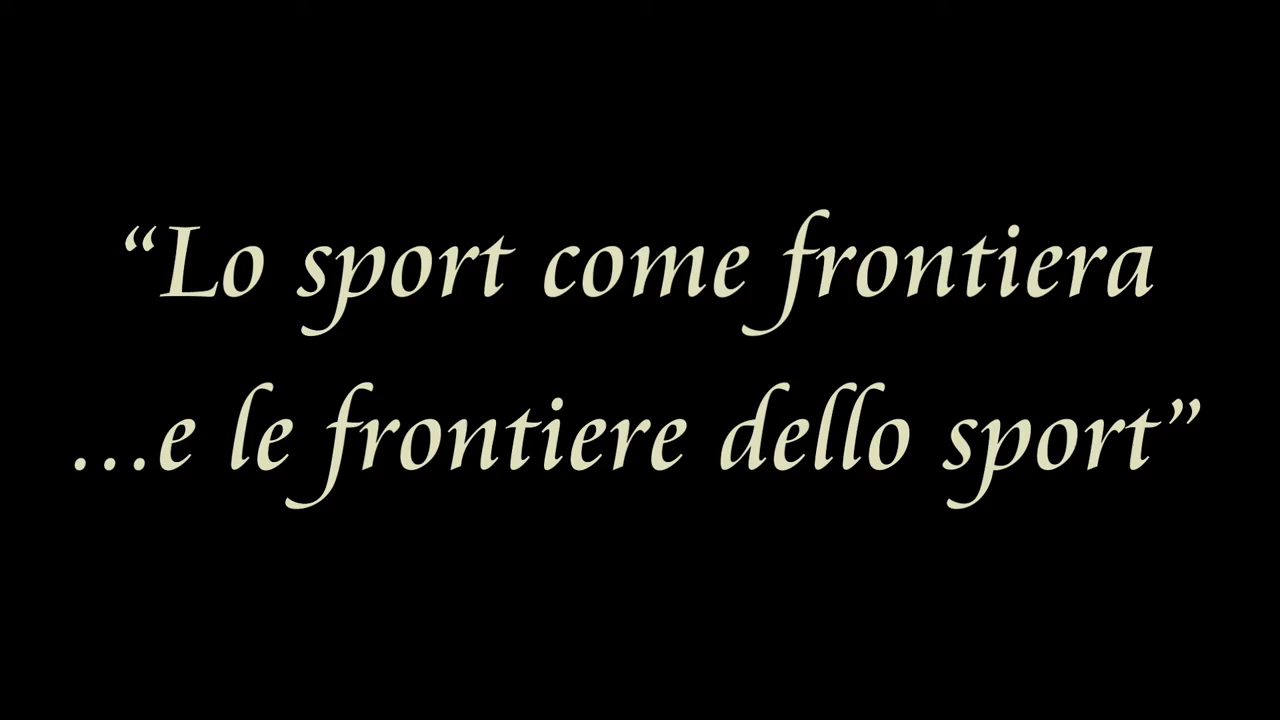 “Lo sport come frontiera
...e le frontiere dello sport”